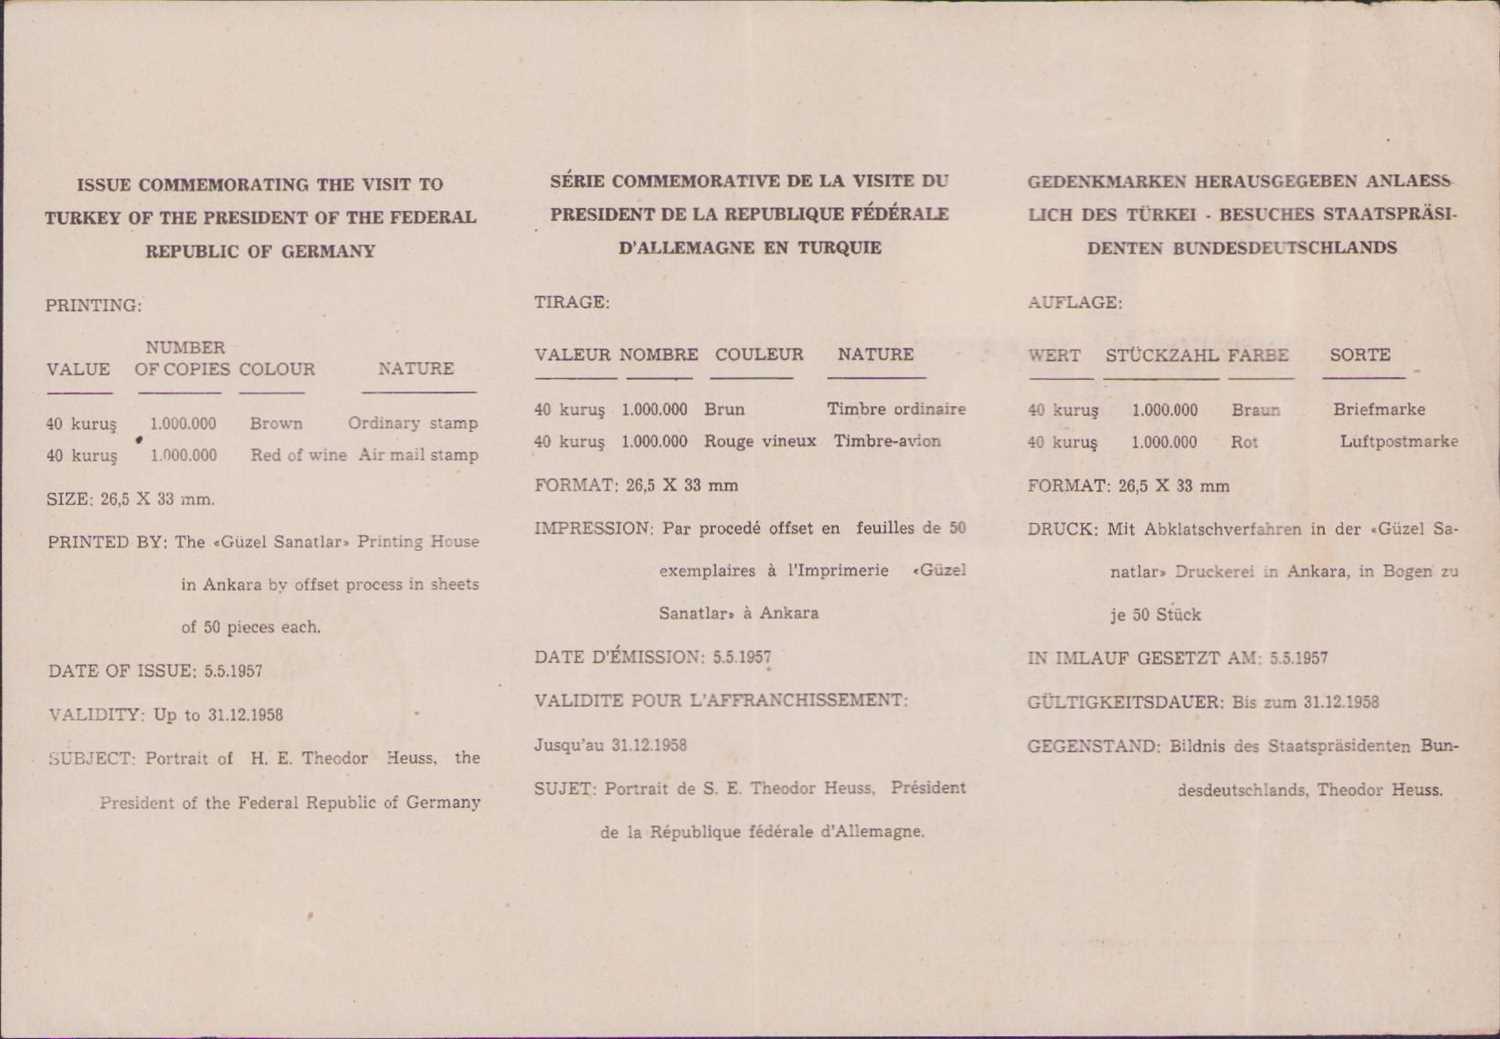 ISSUE COMMEMORATING THE VISIT TO
TURKEY OF THE PRESIDENT OF THE FEDERAL
REPUBLIC OF GERMANY
PRINTING:
VALUE NUMBER OF COPIES COLOUR NATURE
40 kuruş 1.000.000 Brown Ordinary stamp
40 kuruş 1.000.000 Red of wine Air mail stamp
SIZE: 26,5 X 33 mm.
PRINTED BY: The «Güzel Sanatlar» Printing House
in Ankara by offset process in sheets
of 50 pieces each.
DATE OF ISSUE: 5.5.1957
VALIDITY: Up to 31.12.1958
SUBJECT: Portrait of H. E. Theodor Heuss, the
President of the Federal Republic of Germany
SÉRIE COMMEMORATIVE DE LA VISITE DU
PRESIDENT DE LA REPUBLIQUE FÉDÉRALE
D'ALLEMAGNE EN TURQUIE
TIRAGE:
VALEUR NOMBRE COULEUR NATURE
40 kuruş 1.000.000 Brun Timbre ordinaire
40 kuruş 1.000.000 Rouge vineux Timbre-avion
FORMAT: 26,5 X 33 mm
IMPRESSION: Par procedé offset en feuilles de 50
exemplaires à l'Imprimerie «Güzel
Sanatlar» à Ankara
DATE D'ÉMISSION: 5.5.1957
VALIDITE POUR L'AFFRANCHISSEMENT:
Jusqu'au 31.12.1958
SUJET: Portrait de S. E. Theodor Heuss, Président
de la République fédérale d'Allemagne.
GEDENKMARKEN HERAUSGEGEBEN ANLAESS-
LICH DES TÜRKEI - BESUCHES STAATSPRÄSI-
DENTEN BUNDESDEUTSCHLANDS
AUFLAGE:
WERT STÜCKZAHL FARBE SORTE
40 kuruş 1.000.000 Braun Briefmarke
40 kuruş 1.000.000 Rot Luftpostmarke
FORMAT: 26,5 X 33 mm
DRUCK: Mit Abklatschverfahren in der «Güzel Sa-
natlar» Druckerei in Ankara, in Bogen zu
je 50 Stück
IN IMLAUF GESETZT AM: 5.5.1957
GÜLTIGKEITSDAUER: Bis zum 31.12.1958
GEGENSTAND: Bildnis des Staatspräsidenten Bun-
desdeutschlands, Theodor Heuss.